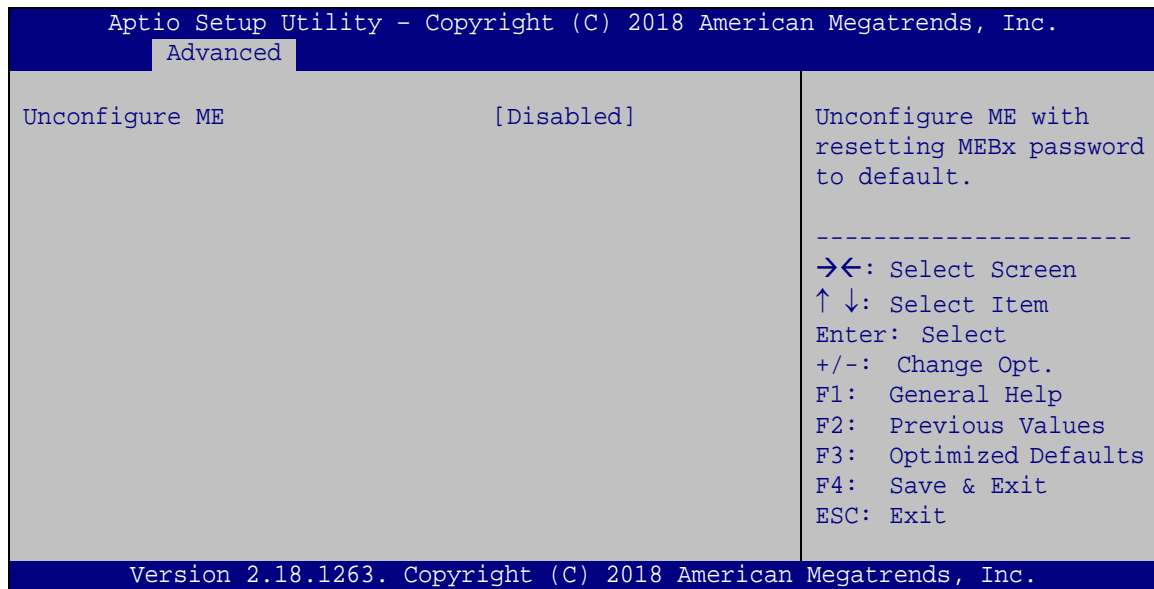 Aptio Setup Utility – Copyright (C) 2018 American Megatrends, Inc.
Advanced
Unconfigure ME [Disabled]
Unconfigure ME with
resetting MEBx password
to default.
----------------------
→←: Select Screen
↑ ↓: Select Item
Enter: Select
+/-: Change Opt.
F1: General Help
F2: Previous Values
F3: Optimized Defaults
F4: Save & Exit
ESC: Exit
Version 2.18.1263. Copyright (C) 2018 American Megatrends, Inc.